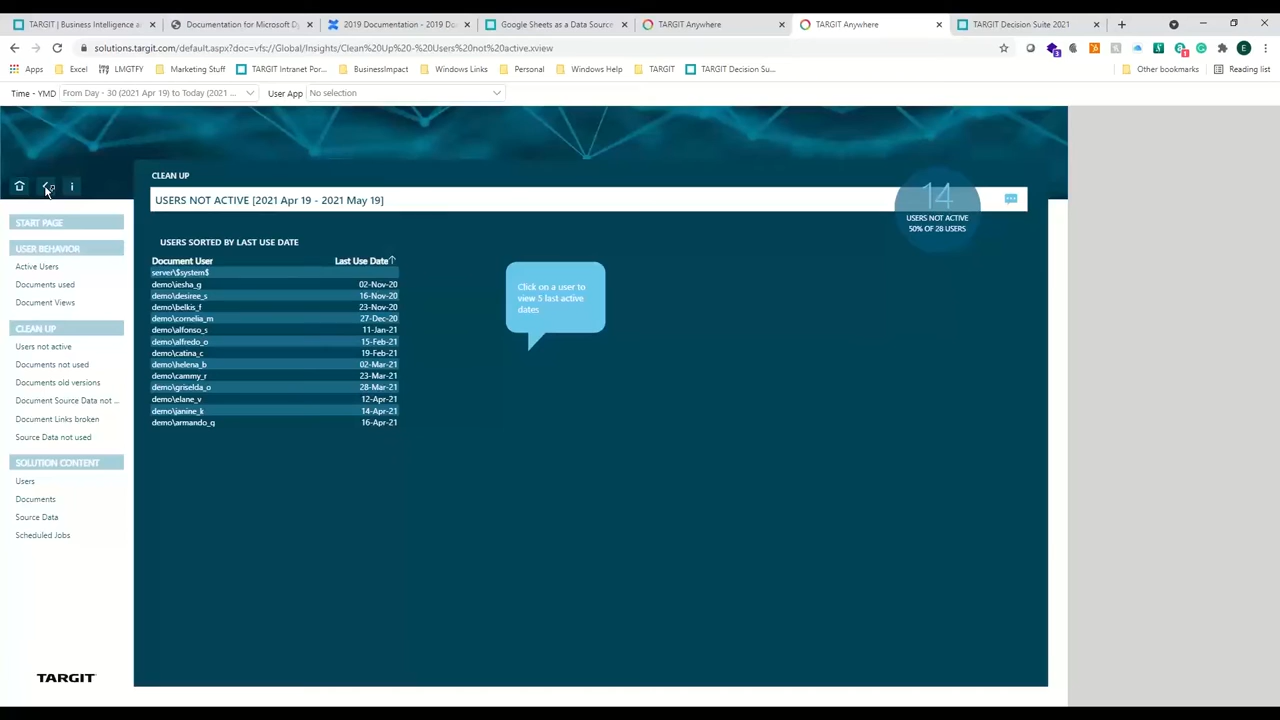 TARGIT | Business Intelligence a
Documentation for Microsoft Dy
2019 Documentation - 2019 Do
Google Sheets as a Data Source
TARGIT Anywhere
TARGIT Anywhere
TARGIT Decision Suite 2021
solutions.targit.com/default.aspx?doc=vfs://Global/Insights/Clean%20Up%20-%20Users%20not%20active.xview
Apps
Excel
LMGTFY
Marketing Stuff
TARGIT Intranet Por...
BusinessImpact
Windows Links
Personal
Windows Help
TARGIT
TARGIT Decision Su...
Other bookmarks
Reading list
Time - YMD
From Day - 30 (2021 Apr 19) to Today (2021 ...
User App
No selection
START PAGE
USER BEHAVIOR
Active Users
Documents used
Document Views
CLEAN UP
Users not active
Documents not used
Documents old versions
Document Source Data not ...
Document Links broken
Source Data not used
SOLUTION CONTENT
Users
Documents
Source Data
Scheduled Jobs
TARGIT
CLEAN UP
USERS NOT ACTIVE [2021 Apr 19 - 2021 May 19]
14
USERS NOT ACTIVE
50% OF 28 USERS
USERS SORTED BY LAST USE DATE
Document User Last Use Date
server\$system$
demo\iesha_g 02-Nov-20
demo\desiree_s 16-Nov-20
demo\belkis_f 23-Nov-20
demo\cornelia_m 27-Dec-20
demo\alfonso_s 11-Jan-21
demo\alfredo_o 15-Feb-21
demo\catina_c 19-Feb-21
demo\helena_b 02-Mar-21
demo\cammy_r 23-Mar-21
demo\griselda_o 28-Mar-21
demo\elane_v 12-Apr-21
demo\janine_k 14-Apr-21
demo\armando_q 16-Apr-21
Click on a user to
view 5 last active
dates